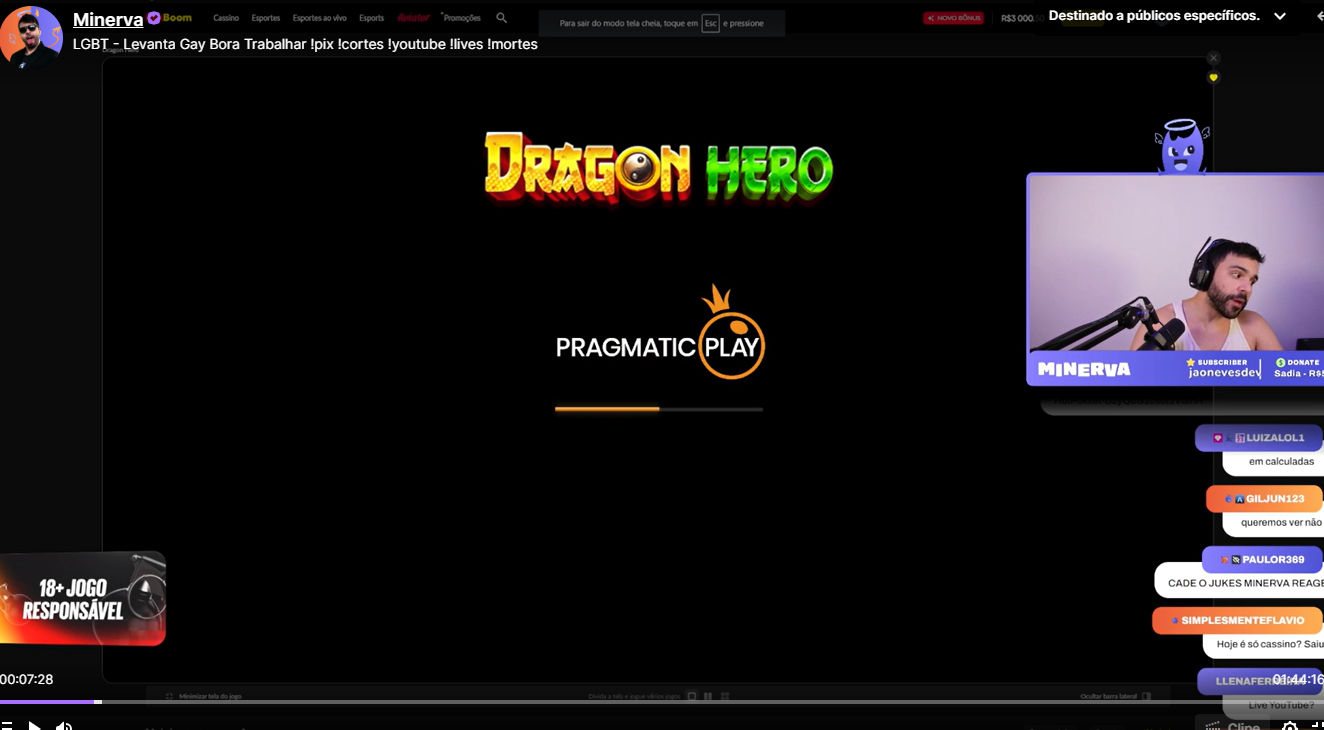 Minerva
Boom
Cassino Esportes Esportes ao vivo Esports Aviator Promoções
Para sair do modo tela cheia, toque em Esc e pressione
NOVO BÔNUS
R$3 000
Destinado a públicos específicos.
LGBT - Levanta Gay Bora Trabalhar !pix !cortes !youtube !lives !mortes
DRAGON HERO
PRAGMATIC PLAY
MINERVA
SUBSCRIBER
jaonevesdev
DONATE
Sadia - R$5
LUIZALOL1
em calculadas
GILJUN123
queremos ver não
PAULOR369
CADE O JUKES MINERVA REAGE
SIMPLESMENTEFLAVIO
Hoje é só cassino? Saiu
LLENAFER
Live YouTube?
18+ JOGO
RESPONSÁVEL
00:07:28
01:44:16
Minimizar tela do jogo
Divida a tela e jogue vários jogos
Ocultar barra lateral
Clipe